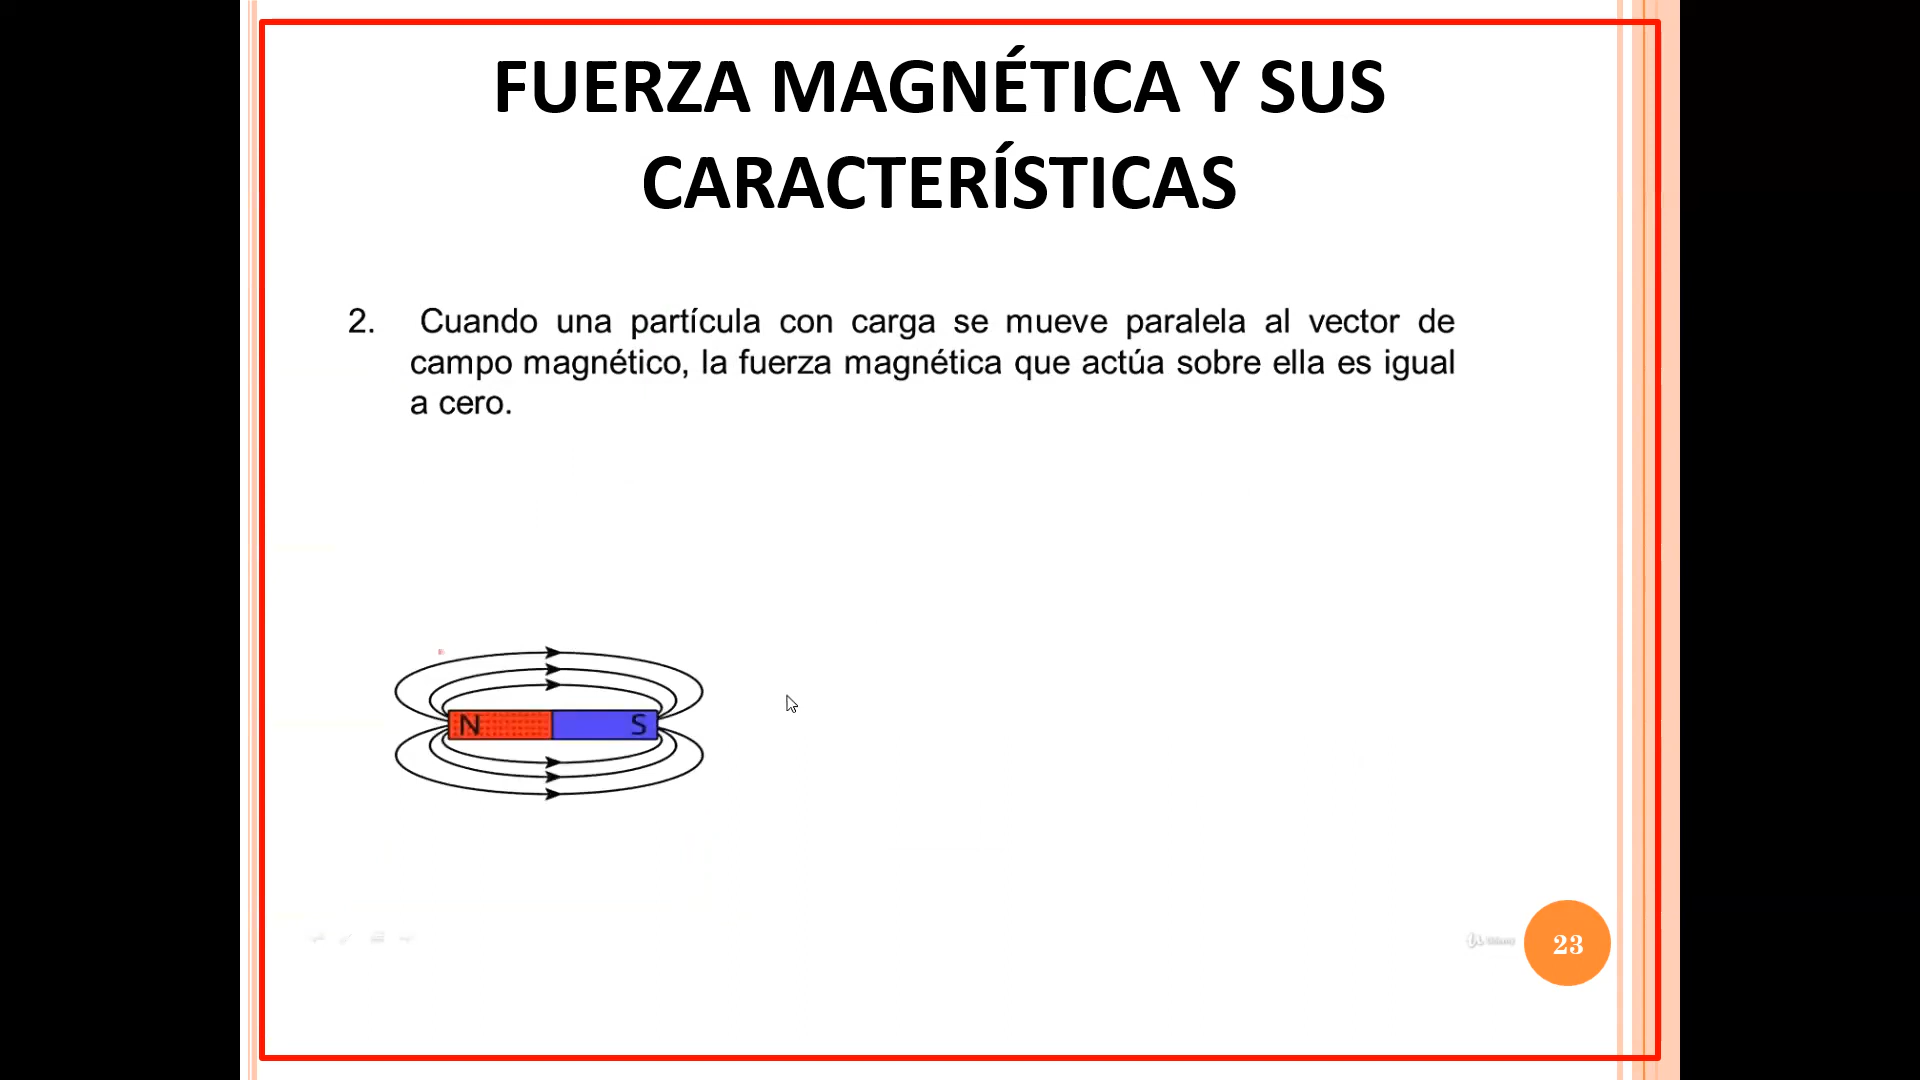 FUERZA MAGNÉTICA Y SUS
CARACTERÍSTICAS
2. Cuando una partícula con carga se mueve paralela al vector de
campo magnético, la fuerza magnética que actúa sobre ella es igual
a cero.
N S
23